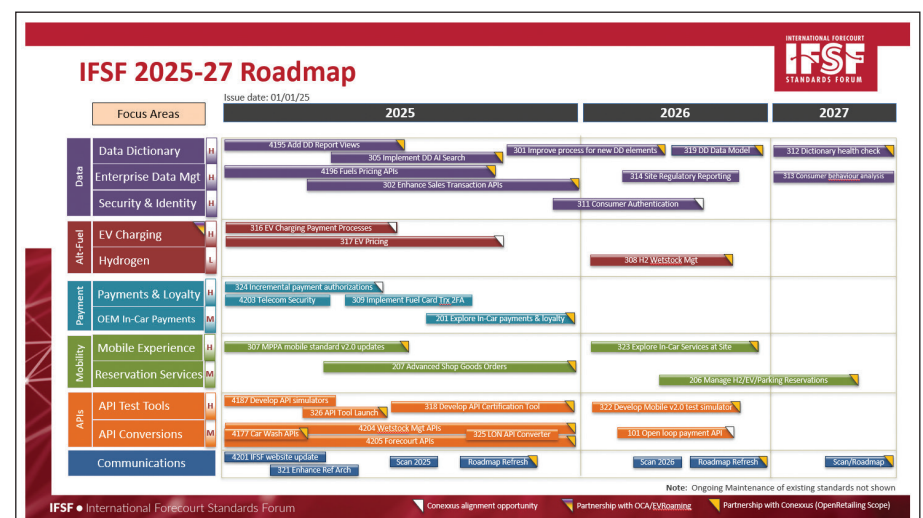 INTERNATIONAL FORECOURT
IFSF
STANDARDS FORUM
IFSF 2025-27 Roadmap
Issue date: 01/01/25
Focus Areas
2025
2026
2027
Data
Data Dictionary
H
4195 Add DD Report Views
305 Implement DD AI Search
301 Improve process for new DD elements
319 DD Data Model
312 Dictionary health check
Enterprise Data Mgt
H
4196 Fuels Pricing APIs
302 Enhance Sales Transaction APIs
314 Site Regulatory Reporting
313 Consumer behaviour analysis
Security & Identity
H
311 Consumer Authentication
Alt-Fuel
EV Charging
H
316 EV Charging Payment Processes
317 EV Pricing
Hydrogen
L
308 H2 Wetstock Mgt
Payment
Payments & Loyalty
H
324 Incremental payment authorizations
4203 Telecom Security
309 Implement Fuel Card Trx 2FA
OEM In-Car Payments
M
201 Explore In-Car payments & loyalty
Mobility
Mobile Experience
H
307 MPPA mobile standard v2.0 updates
323 Explore In-Car Services at Site
Reservation Services
M
207 Advanced Shop Goods Orders
206 Manage H2/EV/Parking Reservations
APIs
API Test Tools
H
4187 Develop API simulators
326 API Tool Launch
318 Develop API Certification Tool
322 Develop Mobile v2.0 test simulator
API Conversions
M
4177 Car Wash APIs
4204 Wetstock Mgt APIs
325 LON API Converter
4205 Forecourt APIs
101 Open loop payment API
Communications
4201 IFSF website update
321 Enhance Ref Arch
Scan 2025
Roadmap Refresh
Scan 2026
Roadmap Refresh
Scan/Roadmap
Note: Ongoing Maintenance of existing standards not shown
IFSF • International Forecourt Standards Forum
Conexxus alignment opportunity
Partnership with OCA/EVRoaming
Partnership with Conexxus (OpenRetailing Scope)